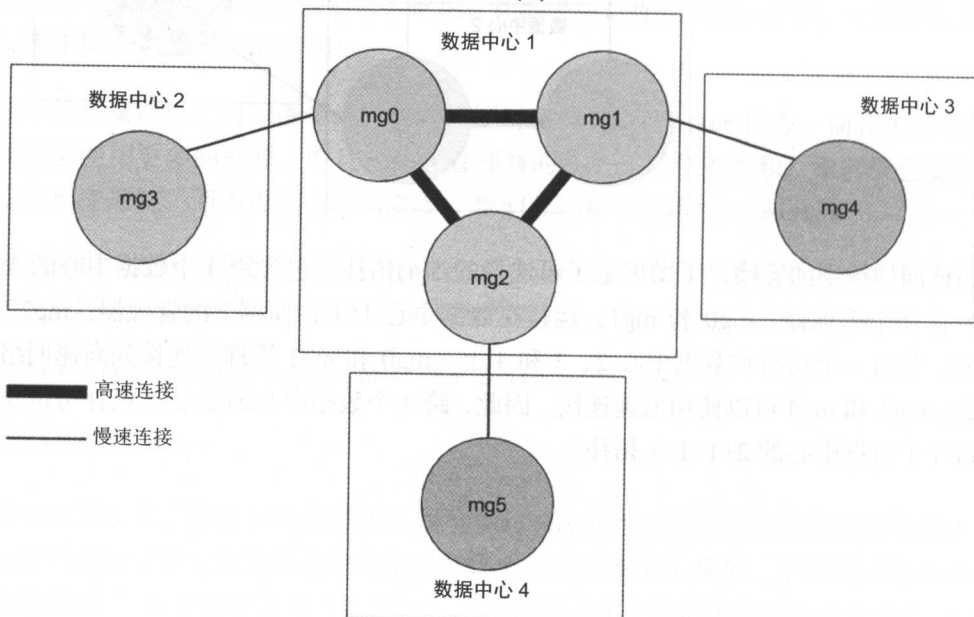 数据中心 1
数据中心 2
数据中心 3
mg0
mg1
mg3
mg4
mg2
高速连接
慢速连接
mg5
数据中心 4